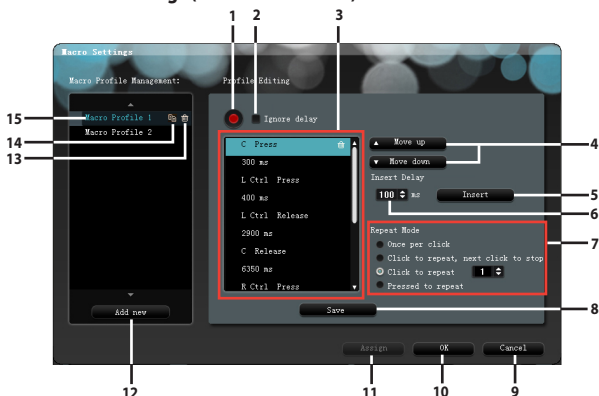 1 2 3
Macro Settings
Macro Profile Management: Profile Editing
Ignore delay
15 Macro Profile 1
14
13
Macro Profile 2
C Press
300 ms
L Ctrl Press
400 ms
L Ctrl Release
2900 ms
C Release
6350 ms
R Ctrl Press
Move up
Move down
4
Insert Delay
100 ms Insert 5
6
Repeat Mode
7
Once per click
Click to repeat, next click to stop
Click to repeat 1
Pressed to repeat
Add new
Save 8
Assign OK Cancel
12 11 10 9